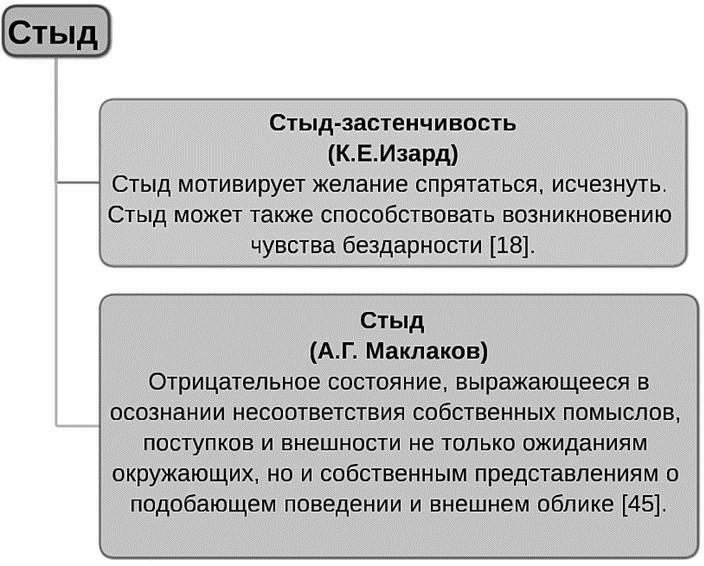 Стыд
Стыд-застенчивость
(К.Е.Изард)
Стыд мотивирует желание спрятаться, исчезнуть.
Стыд может также способствовать возникновению
чувства бездарности [18].
Стыд
(А.Г. Маклаков)
Отрицательное состояние, выражающееся в
осознании несоответствия собственных помыслов,
поступков и внешности не только ожиданиям
окружающих, но и собственным представлениям о
подобающем поведении и внешнем облике [45].